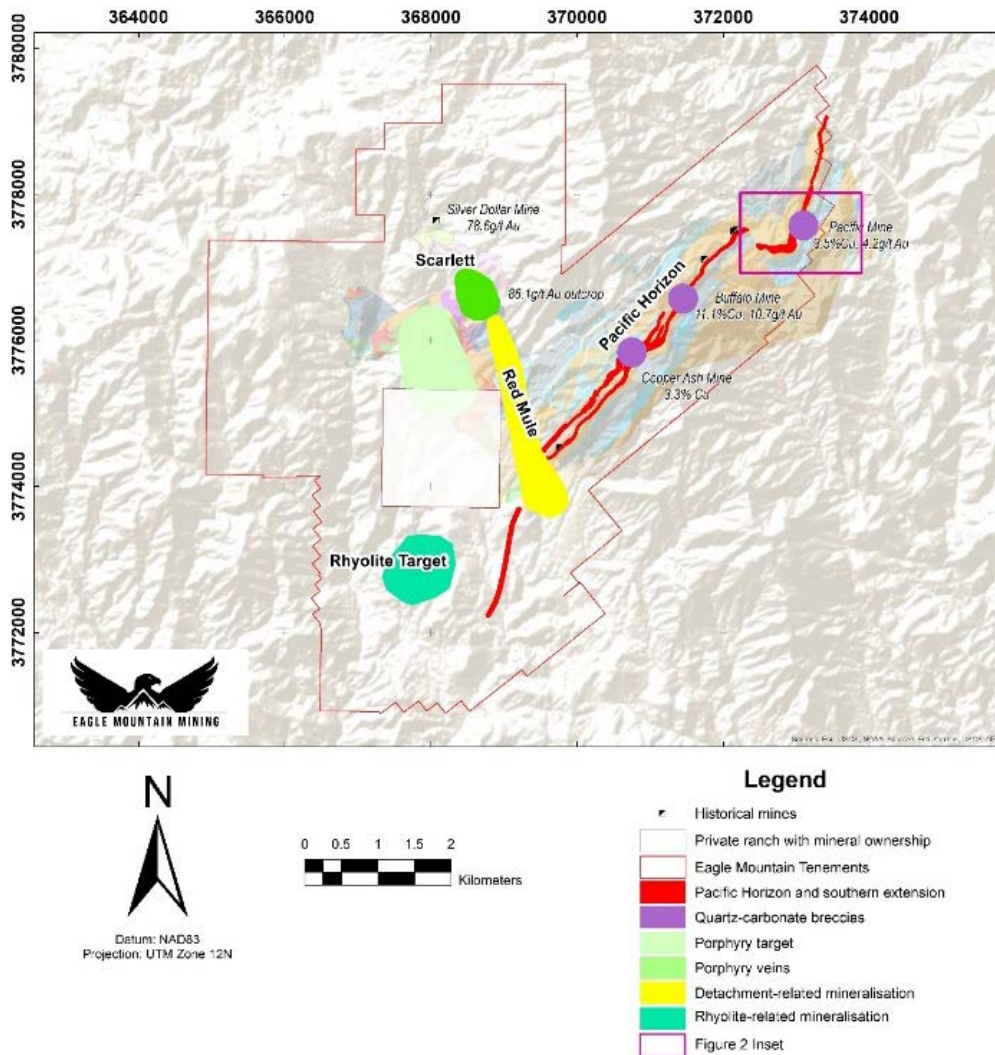 364000 366000 368000 370000 372000 374000
3780000
3778000
3776000
3774000
3772000
Silver Dollar Mine
78.6g/t Au
Scarlett
86.1g/t Au outcrop
Pacific Mine
4.2g/t Au
Pacific Horizon
Buffalo Mine
11.1%Cu, 10.7g/t Au
Cooper Ash Mine
3.3% Cu
Red Mule
Rhyolite Target
EAGLE MOUNTAIN MINING
N
Datum: NAD83
Projection: UTM Zone 12N
0 0.5 1 2
Kilometers
Legend
Historical mines
Private ranch with mineral ownership
Eagle Mountain Tenements
Pacific Horizon and southern extension
Quartz-carbonate breccies
Porphyry target
Porphyry veins
Detachment-related mineralisation
Rhyolite-related mineralisation
Figure 2 Inset